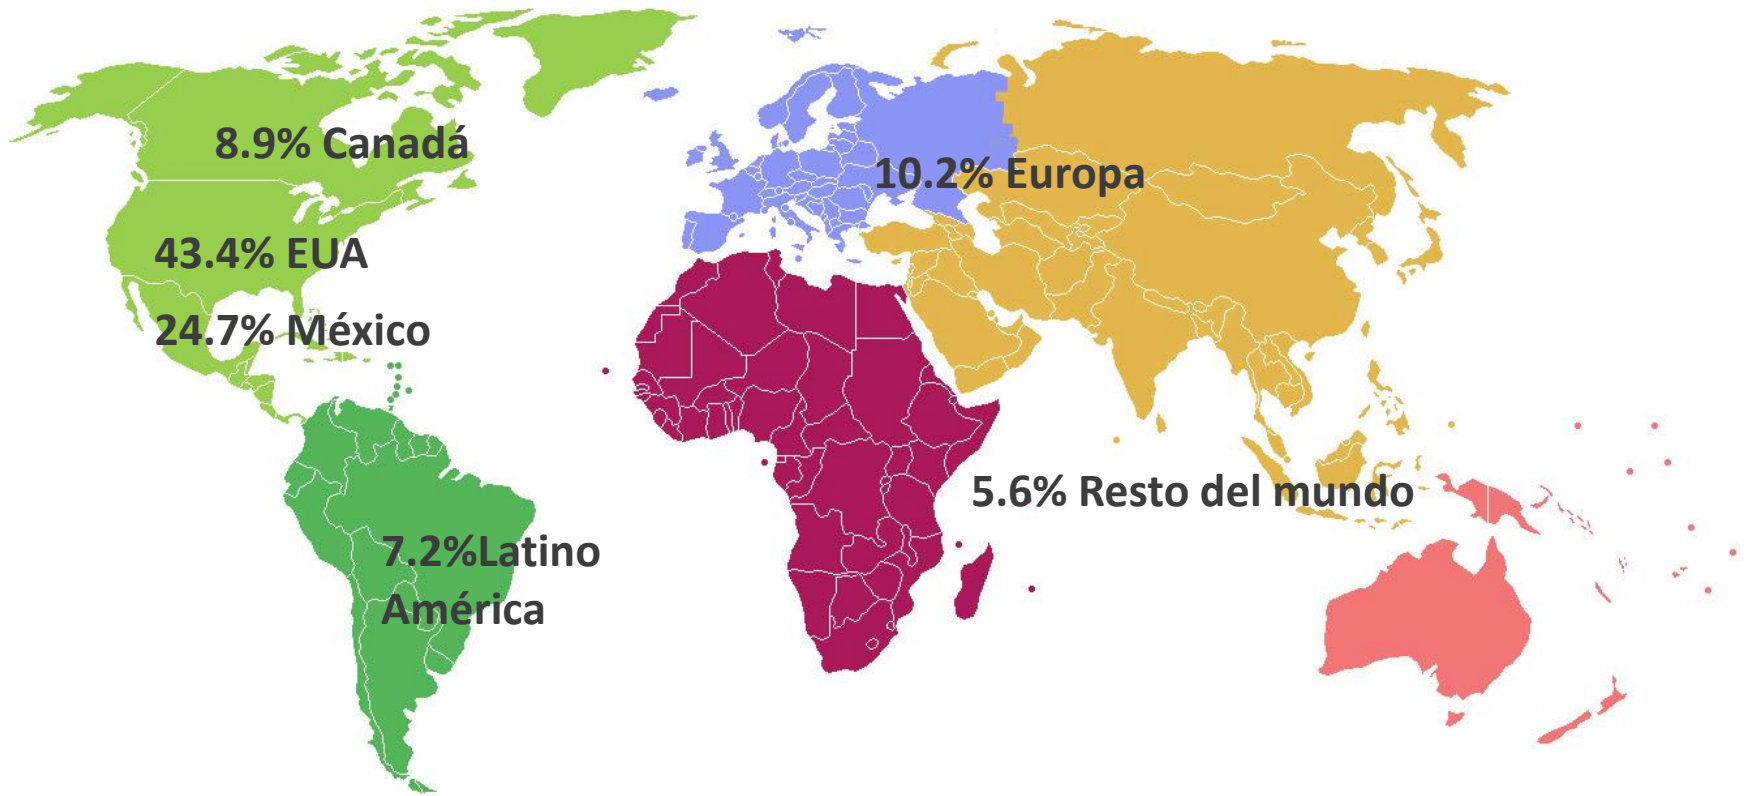 8.9% Canadá
10.2% Europa
43.4% EUA
24.7% México
5.6% Resto del mundo
7.2%Latino
América